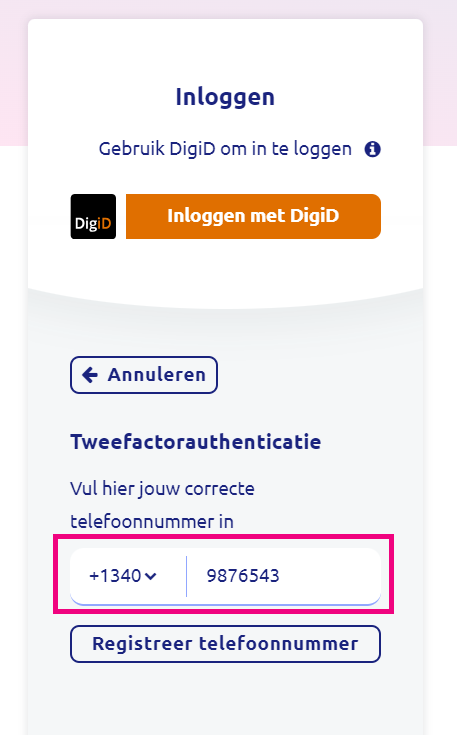 Inloggen
Gebruik DigiD om in te loggen
DigiD
Inloggen met DigiD
Annuleren
Tweefactorauthenticatie
Vul hier jouw correcte
telefoonnummer in
+1340
9876543
Registreer telefoonnummer